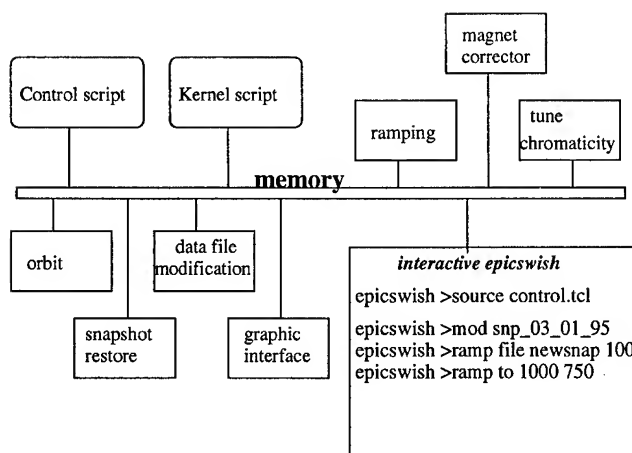 magnet
corrector
Control script
Kernel script
ramping
tune
chromaticity
memory
orbit
data file
modification
snapshot
restore
graphic
interface
interactive epicswish
epicswish >source control.tcl
epicswish >mod snp_03_01_95
epicswish >ramp file newsnap 100
epicswish >ramp to 1000 750